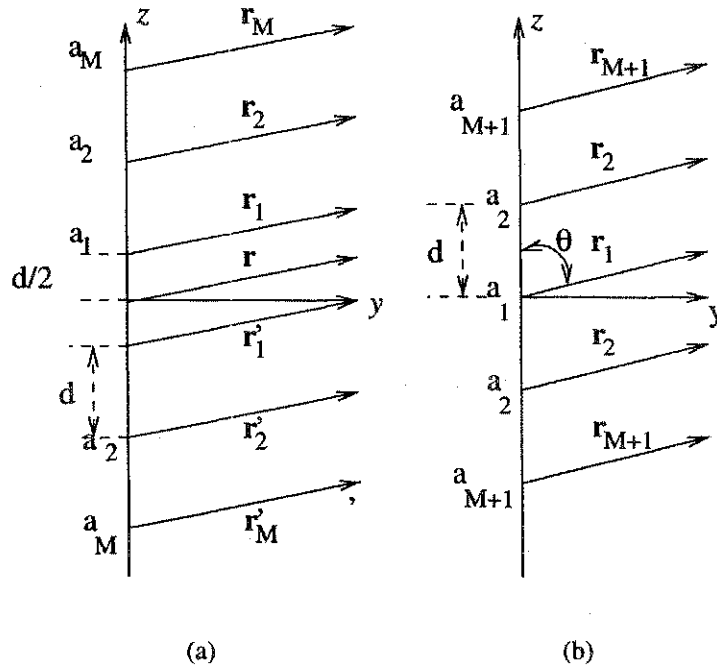 z
r_M
a_M
r_2
a_2
r_1
a_1
r
d/2
y
r'_1
d
a_2
r'_2
a_M
r'_M
,
(a)
z
r_{M+1}
a_{M+1}
r_2
a_2
θ
r_1
d
a_1
y
r_2
a_2
r_{M+1}
a_{M+1}
(b)